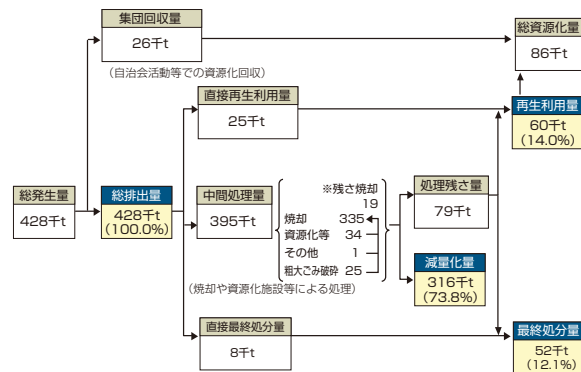 集団回収量
26千t
(自治会活動等での資源化回収)
総資源化量
86千t
直接再生利用量
25千t
再生利用量
60千t
(14.0%)
総発生量
428千t
総排出量
428千t
(100.0%)
中間処理量
395千t
※残さ焼却
19
焼却 335
資源化等 34
その他 1
粗大ごみ破砕 25
(焼却や資源化施設等による処理)
処理残さ量
79千t
減量化量
316千t
(73.8%)
直接最終処分量
8千t
最終処分量
52千t
(12.1%)